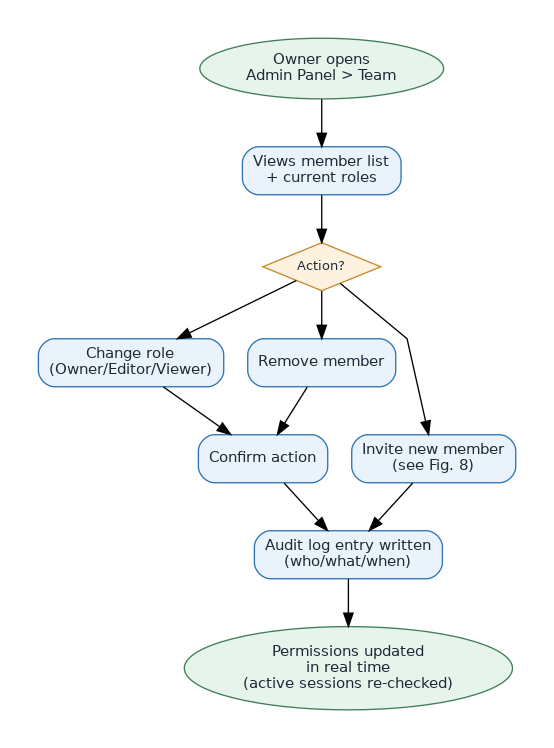 Owner opens
Admin Panel > Team
Views member list
+ current roles
Action?
Change role
(Owner/Editor/Viewer)
Remove member
Confirm action
Invite new member
(see Fig. 8)
Audit log entry written
(who/what/when)
Permissions updated
in real time
(active sessions re-checked)